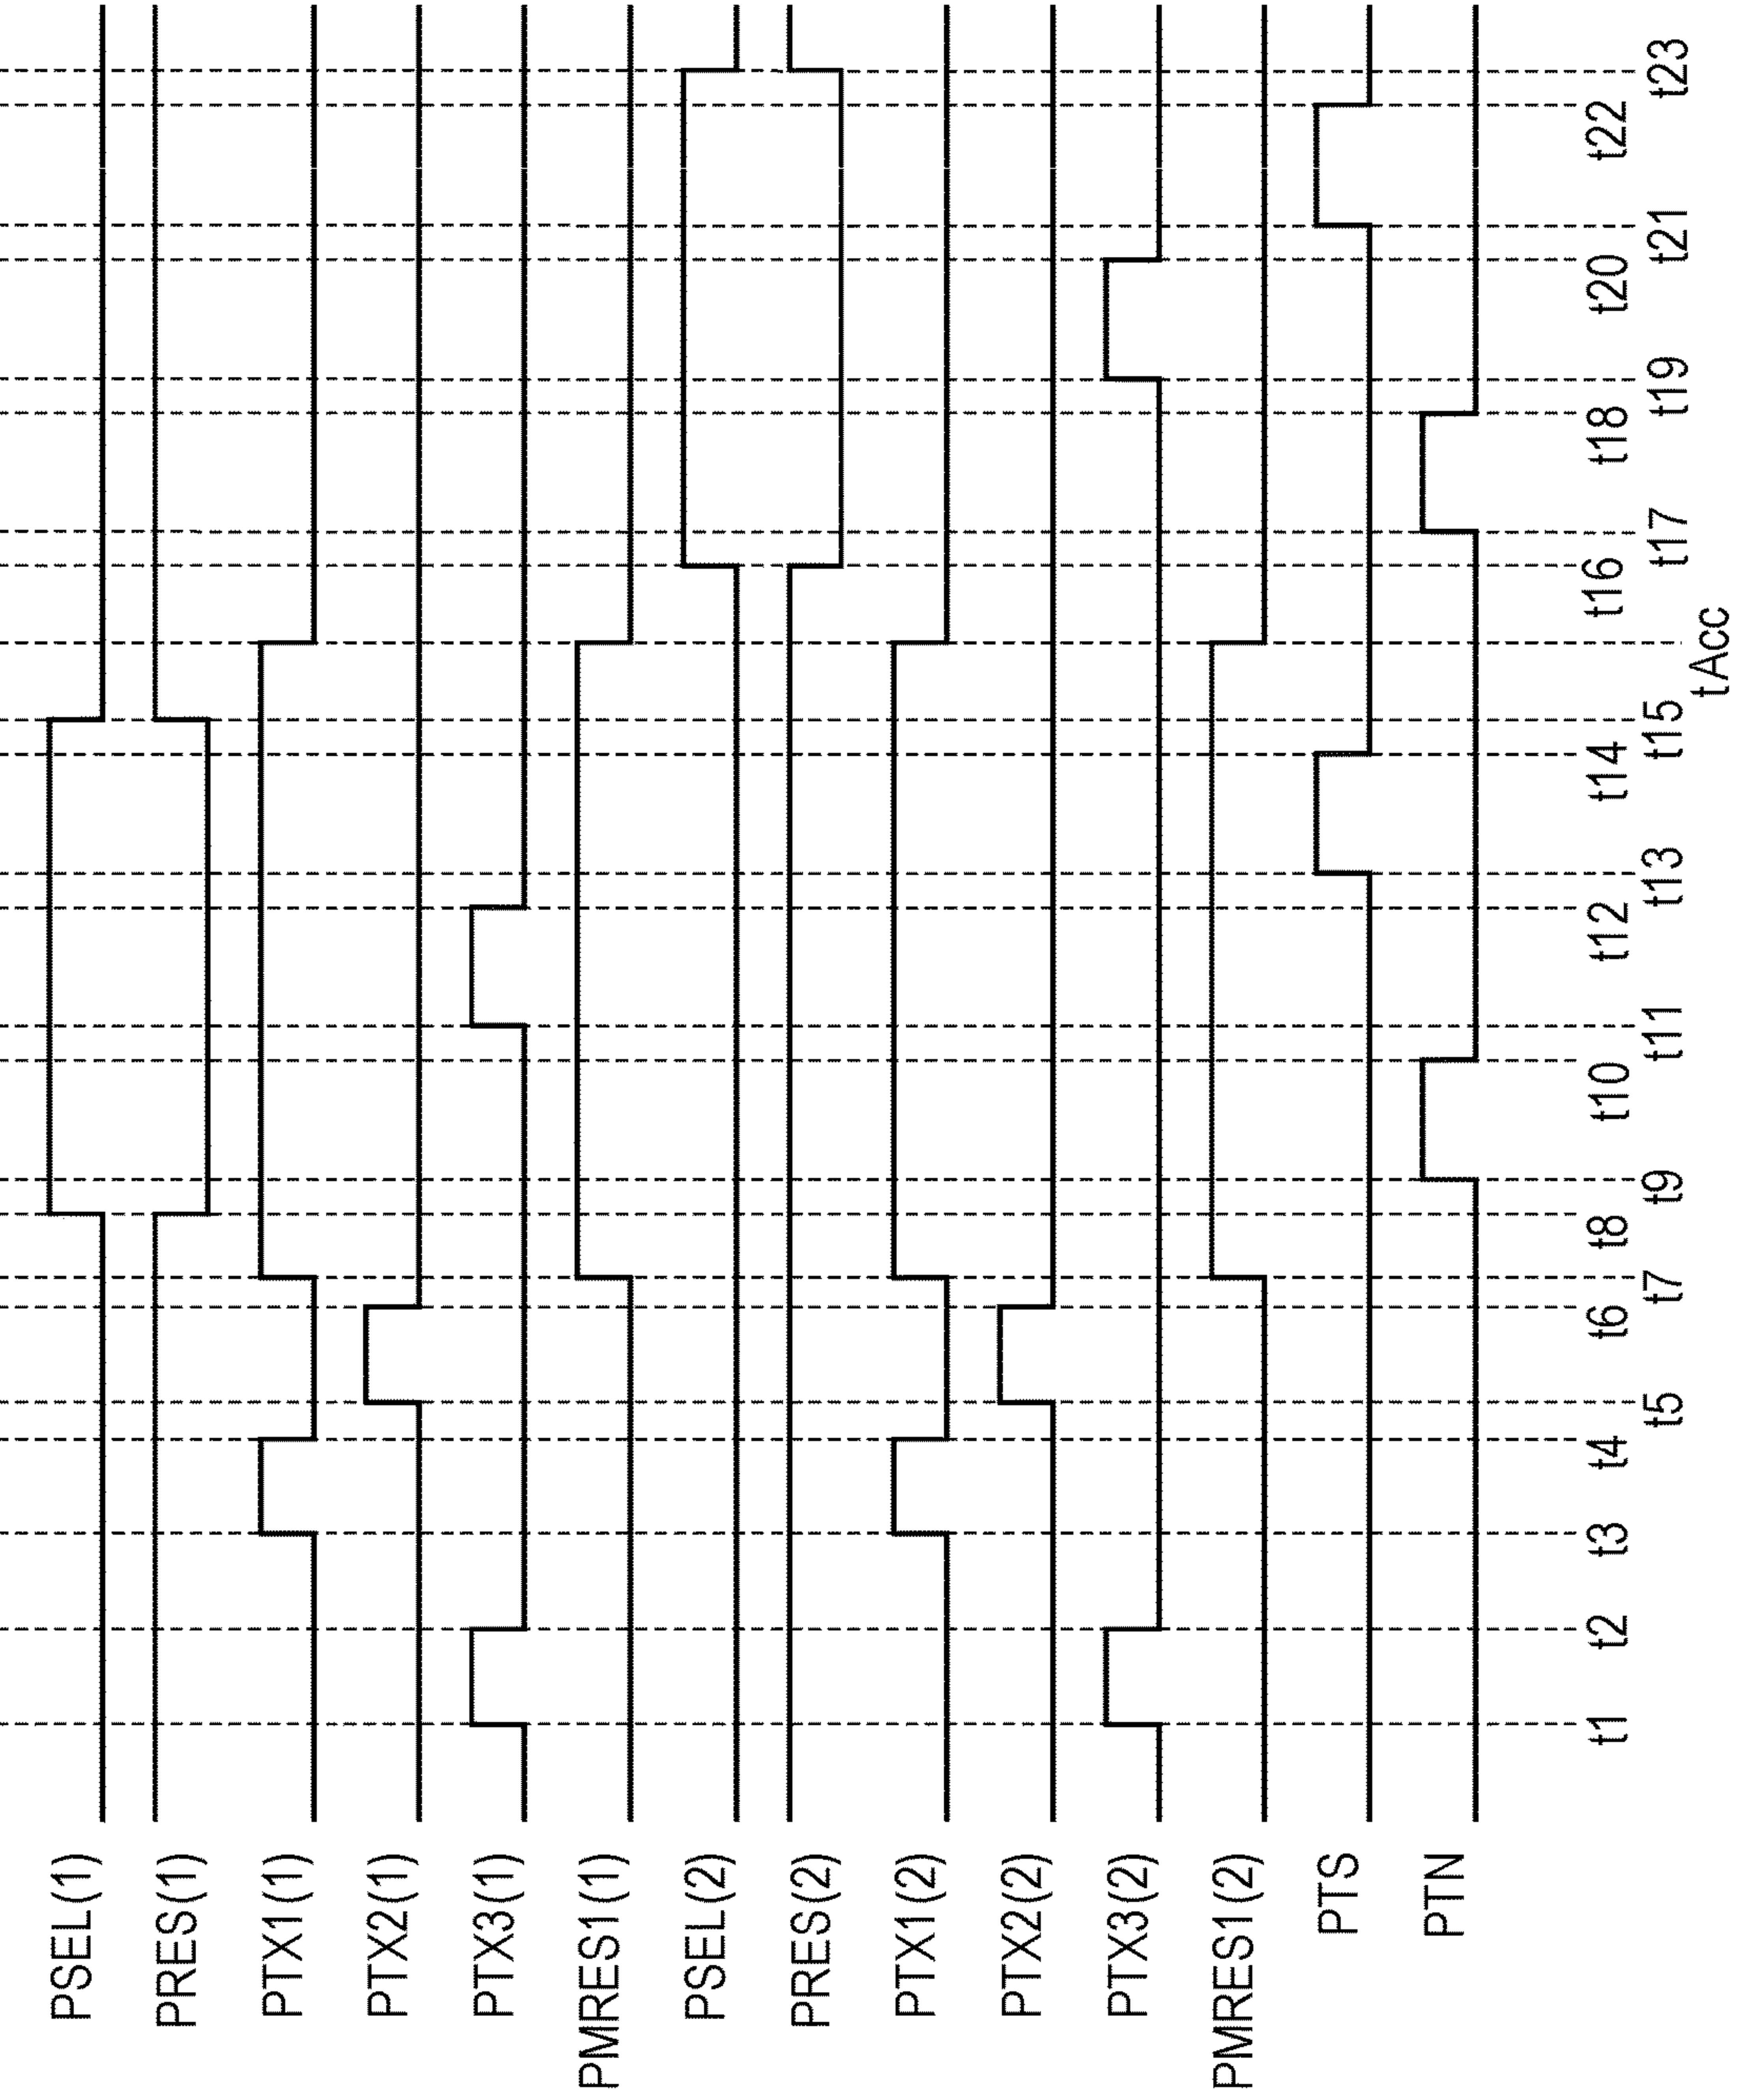 PSEL(1)
PRES(1)
PTX1(1)
PTX2(1)
PTX3(1)
PMRES1(1)
PSEL(2)
PRES(2)
PTX1(2)
PTX2(2)
PTX3(2)
PMRES1(2)
PTS
PTN
t1
t2
t3
t4
t5
t6
t7
t8
t9
t10
t11
t12
t13
t14
t15
tAcc
t16
t17
t18
t19
t20
t21
t22
t23